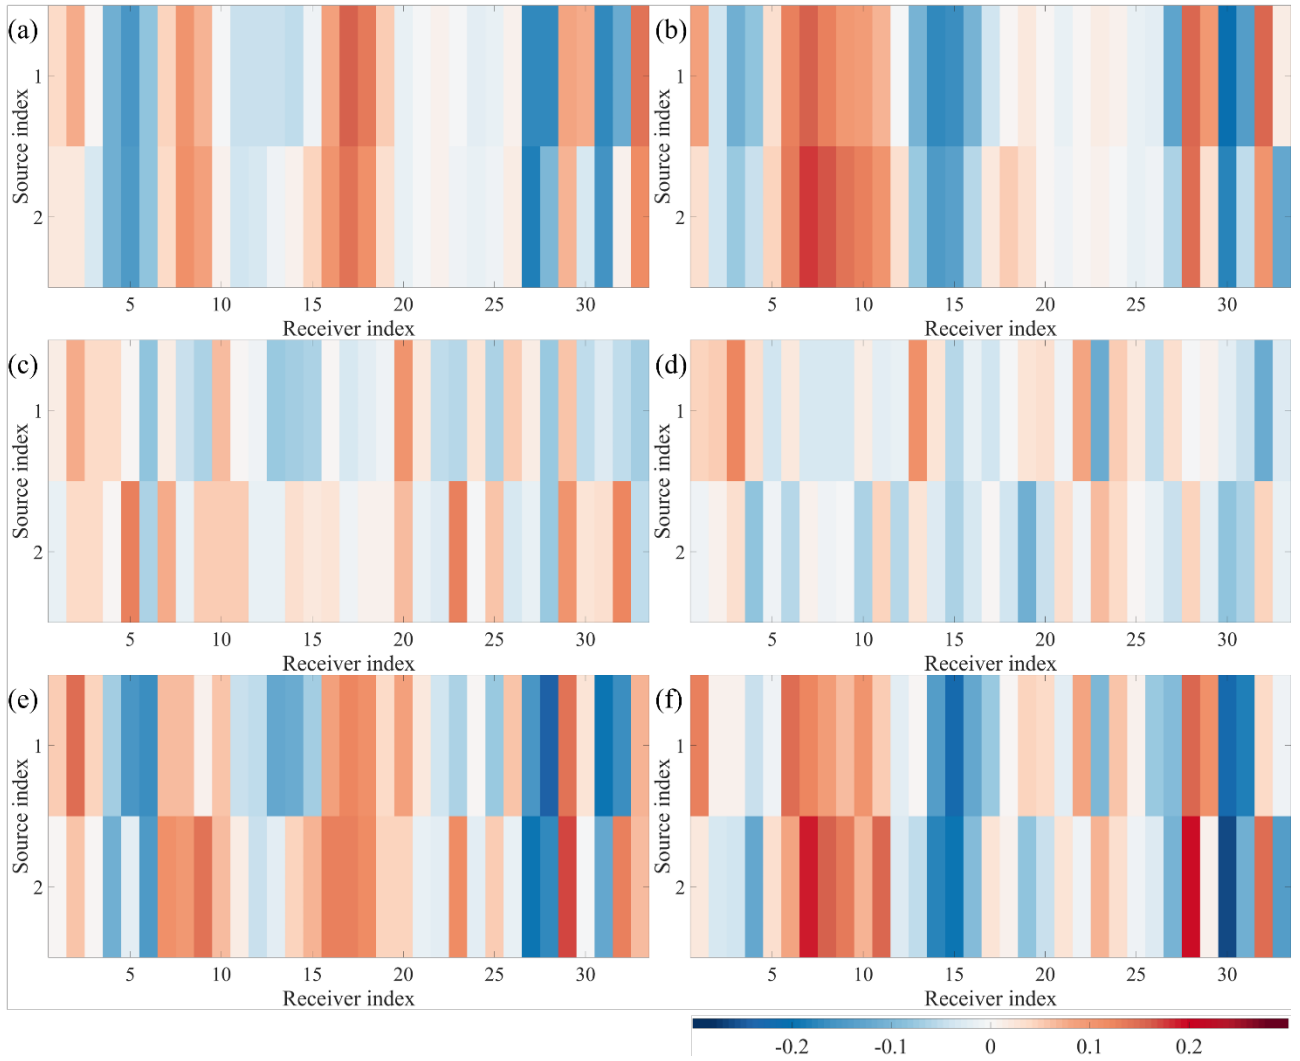 (a)
Source index
1
2
5 10 15 20 25 30
Receiver index
(b)
Source index
1
2
5 10 15 20 25 30
Receiver index
(c)
Source index
1
2
5 10 15 20 25 30
Receiver index
(d)
Source index
1
2
5 10 15 20 25 30
Receiver index
(e)
Source index
1
2
5 10 15 20 25 30
Receiver index
(f)
Source index
1
2
5 10 15 20 25 30
Receiver index
-0.2 -0.1 0 0.1 0.2